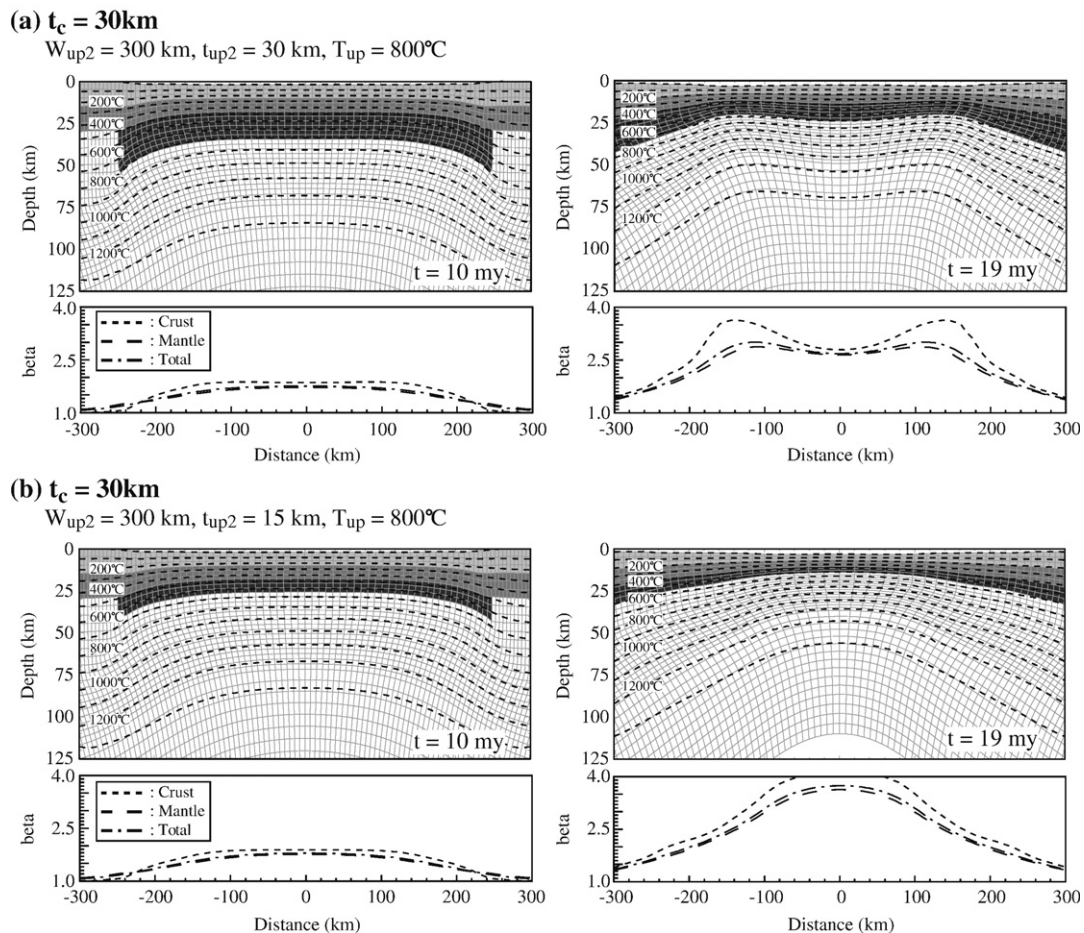 (a) t_c = 30km
W_up2 = 300 km, t_up2 = 30 km, T_up = 800℃
0
25
50
75
100
125
Depth (km)
200℃
400℃
600℃
800℃
1000℃
1200℃
t = 10 my
0
25
50
75
100
125
Depth (km)
200℃
400℃
600℃
800℃
1000℃
1200℃
t = 19 my
4.0
2.5
1.0
beta
: Crust
: Mantle
: Total
-300 -200 -100 0 100 200 300
Distance (km)
4.0
2.5
1.0
beta
-300 -200 -100 0 100 200 300
Distance (km)
(b) t_c = 30km
W_up2 = 300 km, t_up2 = 15 km, T_up = 800℃
0
25
50
75
100
125
Depth (km)
200℃
400℃
600℃
800℃
1000℃
1200℃
t = 10 my
0
25
50
75
100
125
Depth (km)
200℃
400℃
600℃
800℃
1000℃
1200℃
t = 19 my
4.0
2.5
1.0
beta
: Crust
: Mantle
: Total
-300 -200 -100 0 100 200 300
Distance (km)
4.0
2.5
1.0
beta
-300 -200 -100 0 100 200 300
Distance (km)